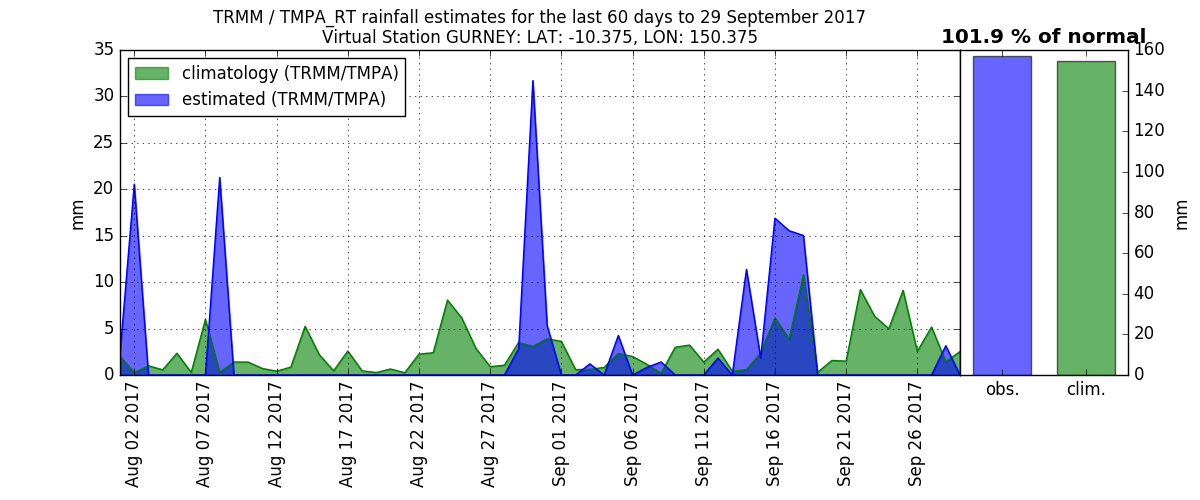 TRMM / TMPA_RT rainfall estimates for the last 60 days to 29 September 2017
Virtual Station GURNEY: LAT: -10.375, LON: 150.375
101.9 % of normal
climatology (TRMM/TMPA)
estimated (TRMM/TMPA)
35
30
25
20
15
10
5
0
mm
Aug 02 2017
Aug 07 2017
Aug 12 2017
Aug 17 2017
Aug 22 2017
Aug 27 2017
Sep 01 2017
Sep 06 2017
Sep 11 2017
Sep 16 2017
Sep 21 2017
Sep 26 2017
160
140
120
100
80
60
40
20
0
mm
obs.
clim.